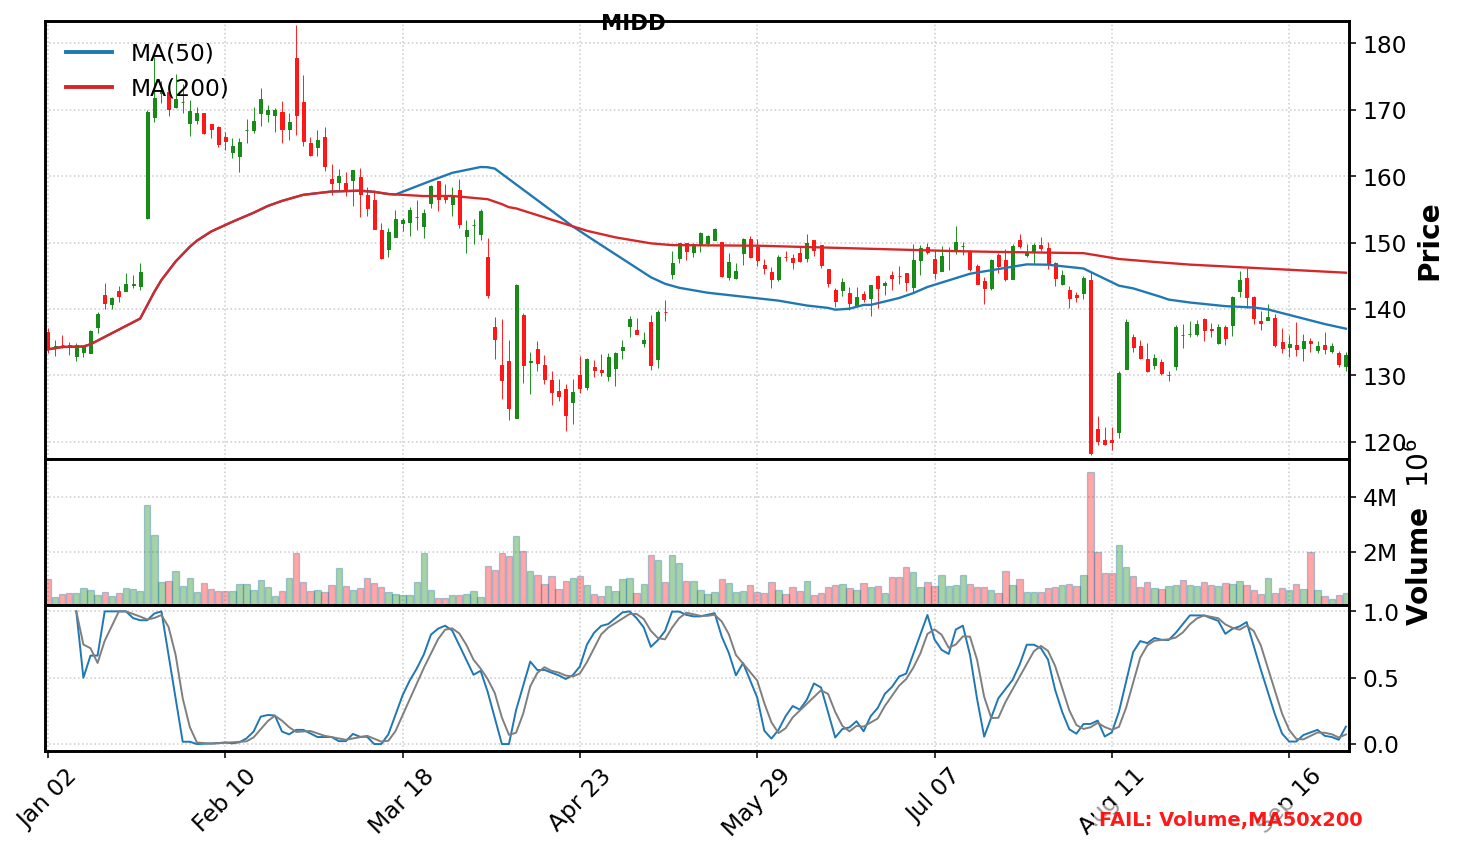 MIDD
MA(50)
MA(200)
180
170
160
150
140
130
120
Price
4M
2M
Volume 10⁶
1.0
0.5
0.0
Jan 02
Feb 10
Mar 18
Apr 23
May 29
Jul 07
Aug 11
Sep 16
FAIL: Volume,MA50x200